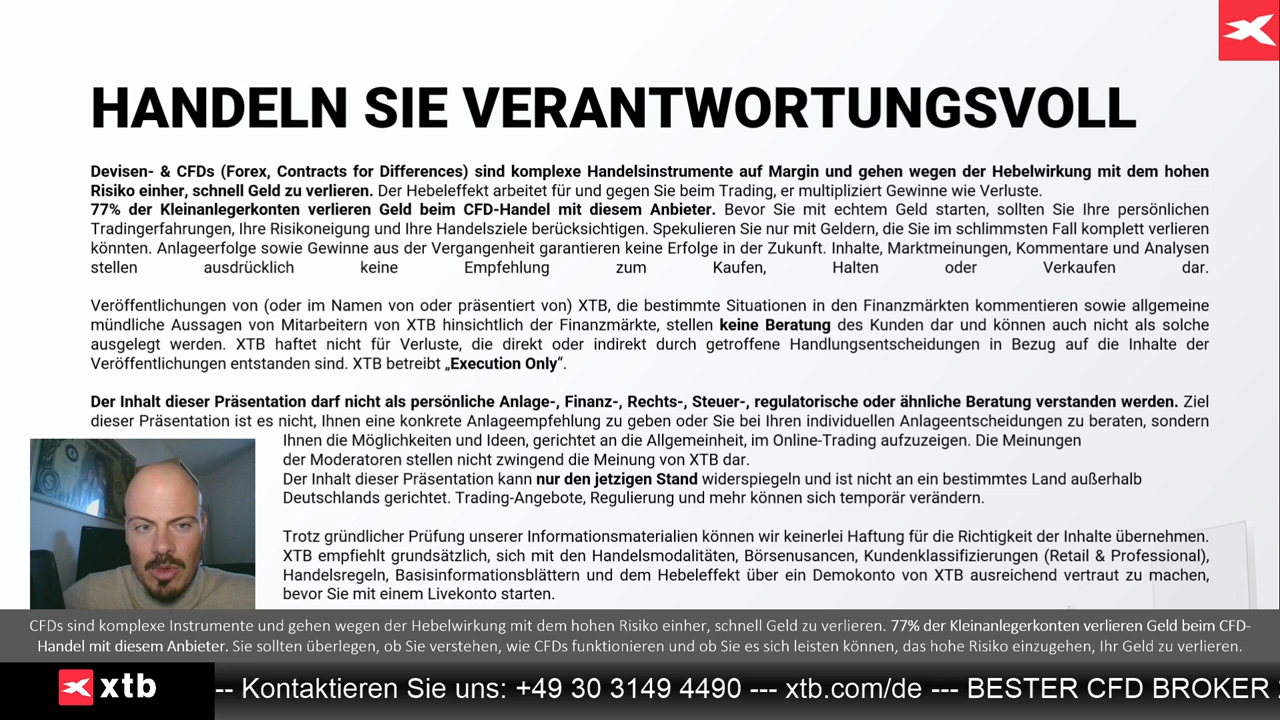 HANDELN SIE VERANTWORTUNGSVOLL
Devisen- & CFDs (Forex, Contracts for Differences) sind komplexe Handelsinstrumente auf Margin und gehen wegen der Hebelwirkung mit dem hohen
Risiko einher, schnell Geld zu verlieren. Der Hebeleffekt arbeitet für und gegen Sie beim Trading, er multipliziert Gewinne wie Verluste.
77% der Kleinanlegerkonten verlieren Geld beim CFD-Handel mit diesem Anbieter. Bevor Sie mit echtem Geld starten, sollten Sie Ihre persönlichen
Tradingerfahrungen, Ihre Risikoneigung und Ihre Handelsziele berücksichtigen. Spekulieren Sie nur mit Geldern, die Sie im schlimmsten Fall komplett verlieren
könnten. Anlageerfolge sowie Gewinne aus der Vergangenheit garantieren keine Erfolge in der Zukunft. Inhalte, Marktmeinungen, Kommentare und Analysen
stellen ausdrücklich keine Empfehlung zum Kaufen, Halten oder Verkaufen dar.
Veröffentlichungen von (oder im Namen von oder präsentiert von) XTB, die bestimmte Situationen in den Finanzmärkten kommentieren sowie allgemeine
mündliche Aussagen von Mitarbeitern von XTB hinsichtlich der Finanzmärkte, stellen keine Beratung des Kunden dar und können auch nicht als solche
ausgelegt werden. XTB haftet nicht für Verluste, die direkt oder indirekt durch getroffene Handlungsentscheidungen in Bezug auf die Inhalte der
Veröffentlichungen entstanden sind. XTB betreibt „Execution Only“.
Der Inhalt dieser Präsentation darf nicht als persönliche Anlage-, Finanz-, Rechts-, Steuer-, regulatorische oder ähnliche Beratung verstanden werden. Ziel
dieser Präsentation ist es nicht, Ihnen eine konkrete Anlageempfehlung zu geben oder Sie bei Ihren individuellen Anlageentscheidungen zu beraten, sondern
Ihnen die Möglichkeiten und Ideen, gerichtet an die Allgemeinheit, im Online-Trading aufzuzeigen. Die Meinungen
der Moderatoren stellen nicht zwingend die Meinung von XTB dar.
Der Inhalt dieser Präsentation kann nur den jetzigen Stand widerspiegeln und ist nicht an ein bestimmtes Land außerhalb
Deutschlands gerichtet. Trading-Angebote, Regulierung und mehr können sich temporär verändern.
Trotz gründlicher Prüfung unserer Informationsmaterialien können wir keinerlei Haftung für die Richtigkeit der Inhalte übernehmen.
XTB empfiehlt grundsätzlich, sich mit den Handelsmodalitäten, Börsenusancen, Kundenklassifizierungen (Retail & Professional),
Handelsregeln, Basisinformationsblättern und dem Hebeleffekt über ein Demokonto von XTB ausreichend vertraut zu machen,
bevor Sie mit einem Livekonto starten.
CFDs sind komplexe Instrumente und gehen wegen der Hebelwirkung mit dem hohen Risiko einher, schnell Geld zu verlieren. 77% der Kleinanlegerkonten verlieren Geld beim CFD-
Handel mit diesem Anbieter. Sie sollten überlegen, ob Sie verstehen, wie CFDs funktionieren und ob Sie es sich leisten können, das hohe Risiko einzugehen, Ihr Geld zu verlieren.
xtb -- Kontaktieren Sie uns: +49 30 3149 4490 --- xtb.com/de --- BESTER CFD BROKER